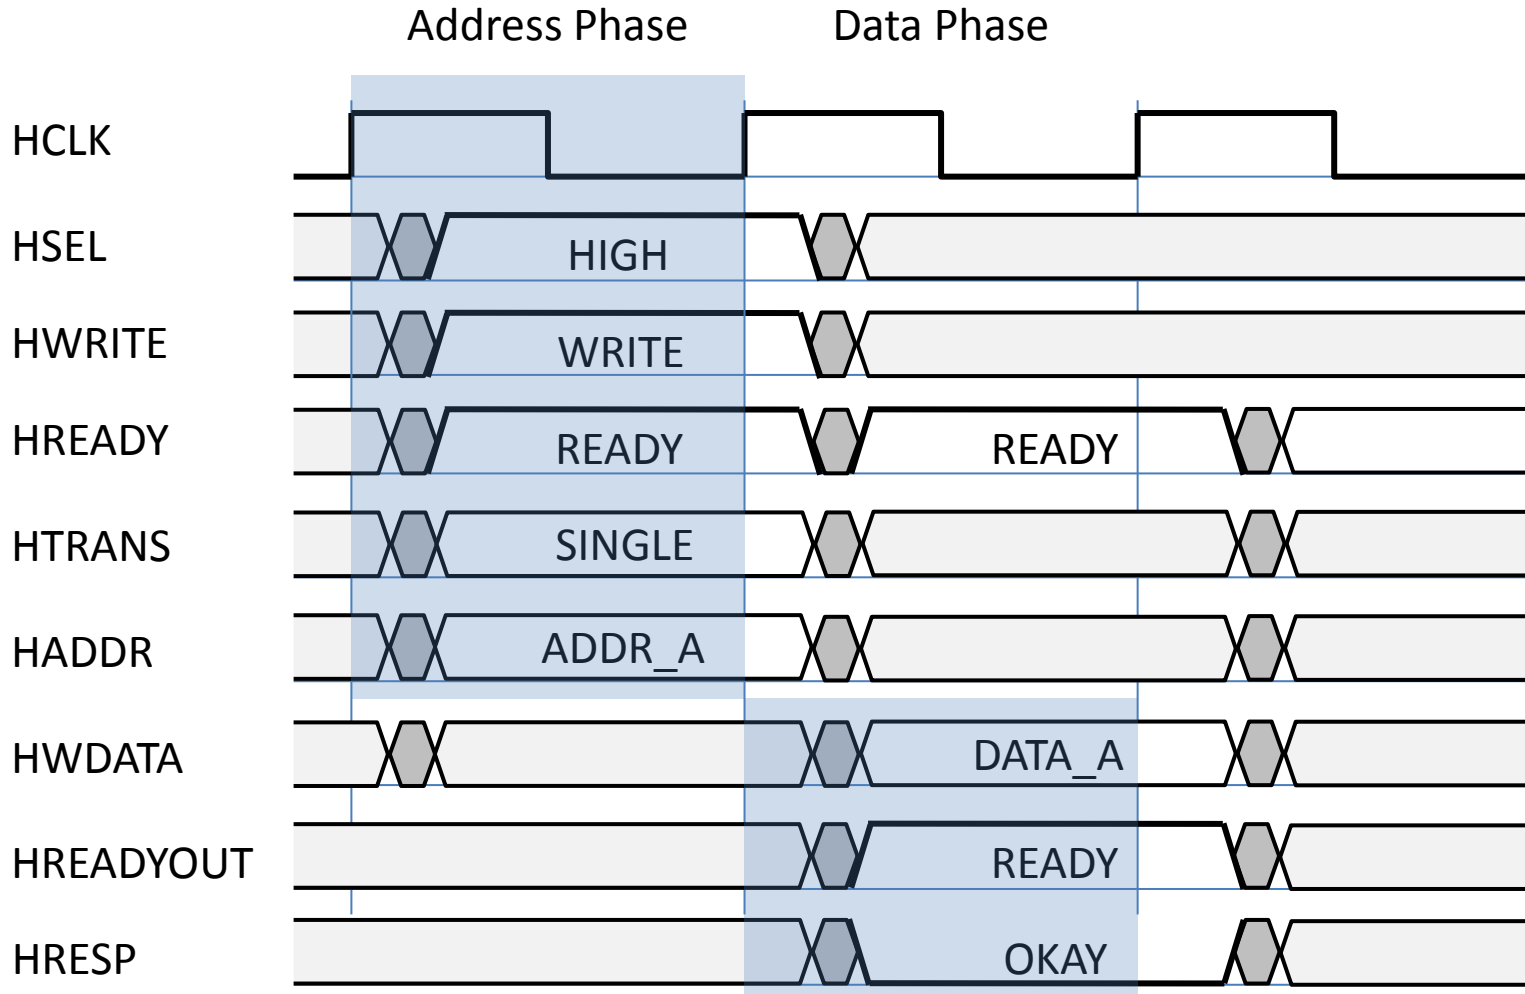 Address Phase Data Phase
HCLK
HSEL HIGH
HWRITE WRITE
HREADY READY READY
HTRANS SINGLE
HADDR ADDR_A
HWDATA DATA_A
HREADYOUT READY
HRESP OKAY